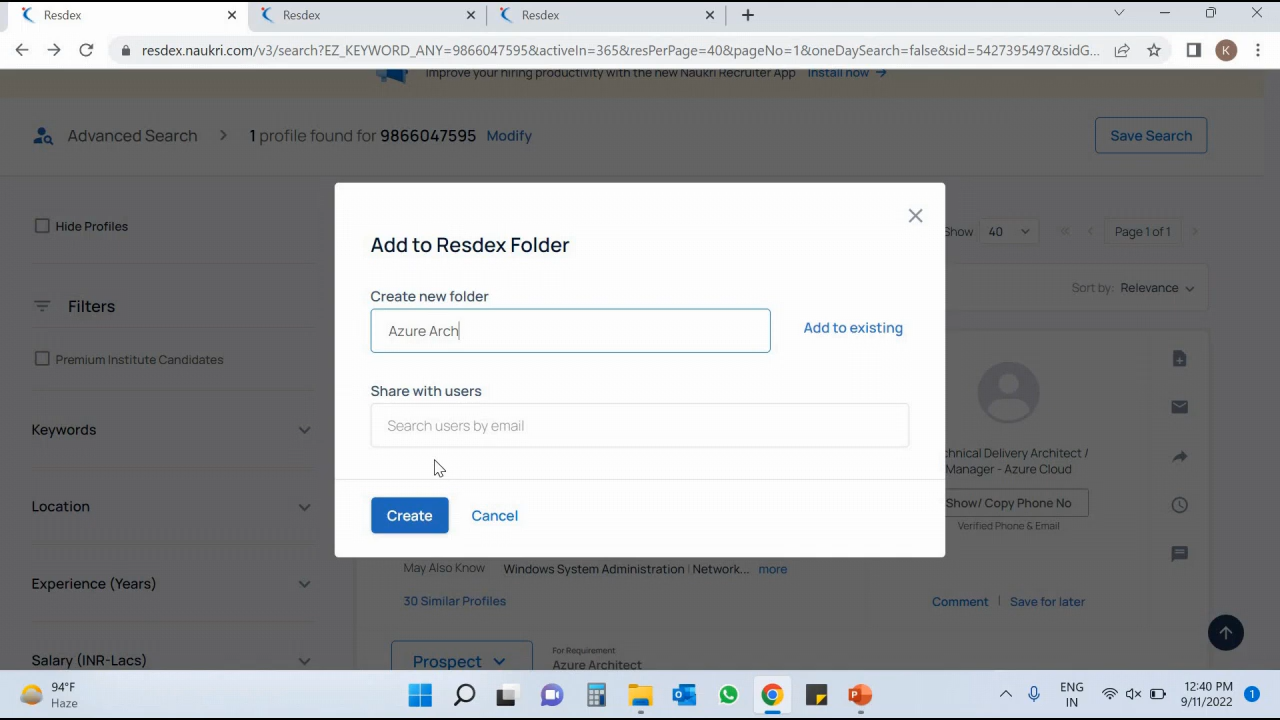 Resdex
Resdex
Resdex
resdex.naukri.com/v3/search?EZ_KEYWORD_ANY=9866047595&activeIn=365&resPerPage=40&pageNo=1&oneDaySearch=false&sid=5427395497&sidG...
K
Improve your hiring productivity with the new Naukri Recruiter App Install now
Advanced Search > 1 profile found for 9866047595 Modify
Save Search
Hide Profiles
Show 40
Page 1 of 1
Filters
Sort by: Relevance
Premium Institute Candidates
Keywords
Location
Experience (Years)
Salary (INR-Lacs)
Add to Resdex Folder
Create new folder
Azure Arch
Add to existing
Share with users
Search users by email
Create
Cancel
chnical Delivery Architect /
Manager - Azure Cloud
Show/ Copy Phone No
Verified Phone & Email
May Also Know Windows System Administration | Network... more
30 Similar Profiles
Comment | Save for later
Prospect
For Requirement
Azure Architect
94°F
Haze
ENG
IN
12:40 PM
9/11/2022
1